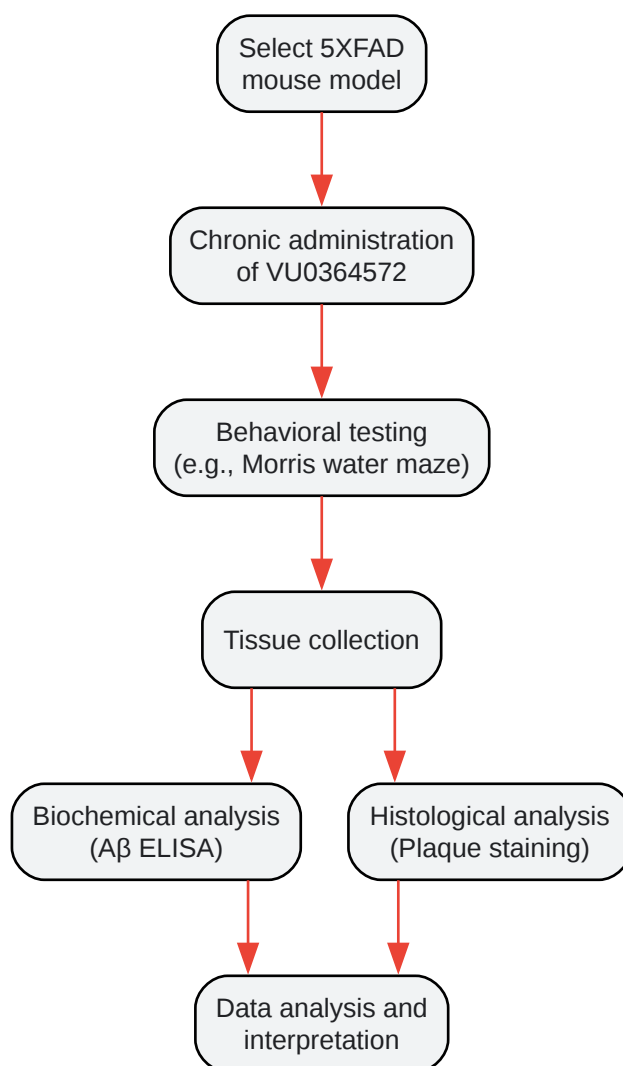 Select 5XFAD
mouse model
Chronic administration
of VU0364572
Behavioral testing
(e.g., Morris water maze)
Tissue collection
Biochemical analysis
(Aβ ELISA)
Histological analysis
(Plaque staining)
Data analysis and
interpretation